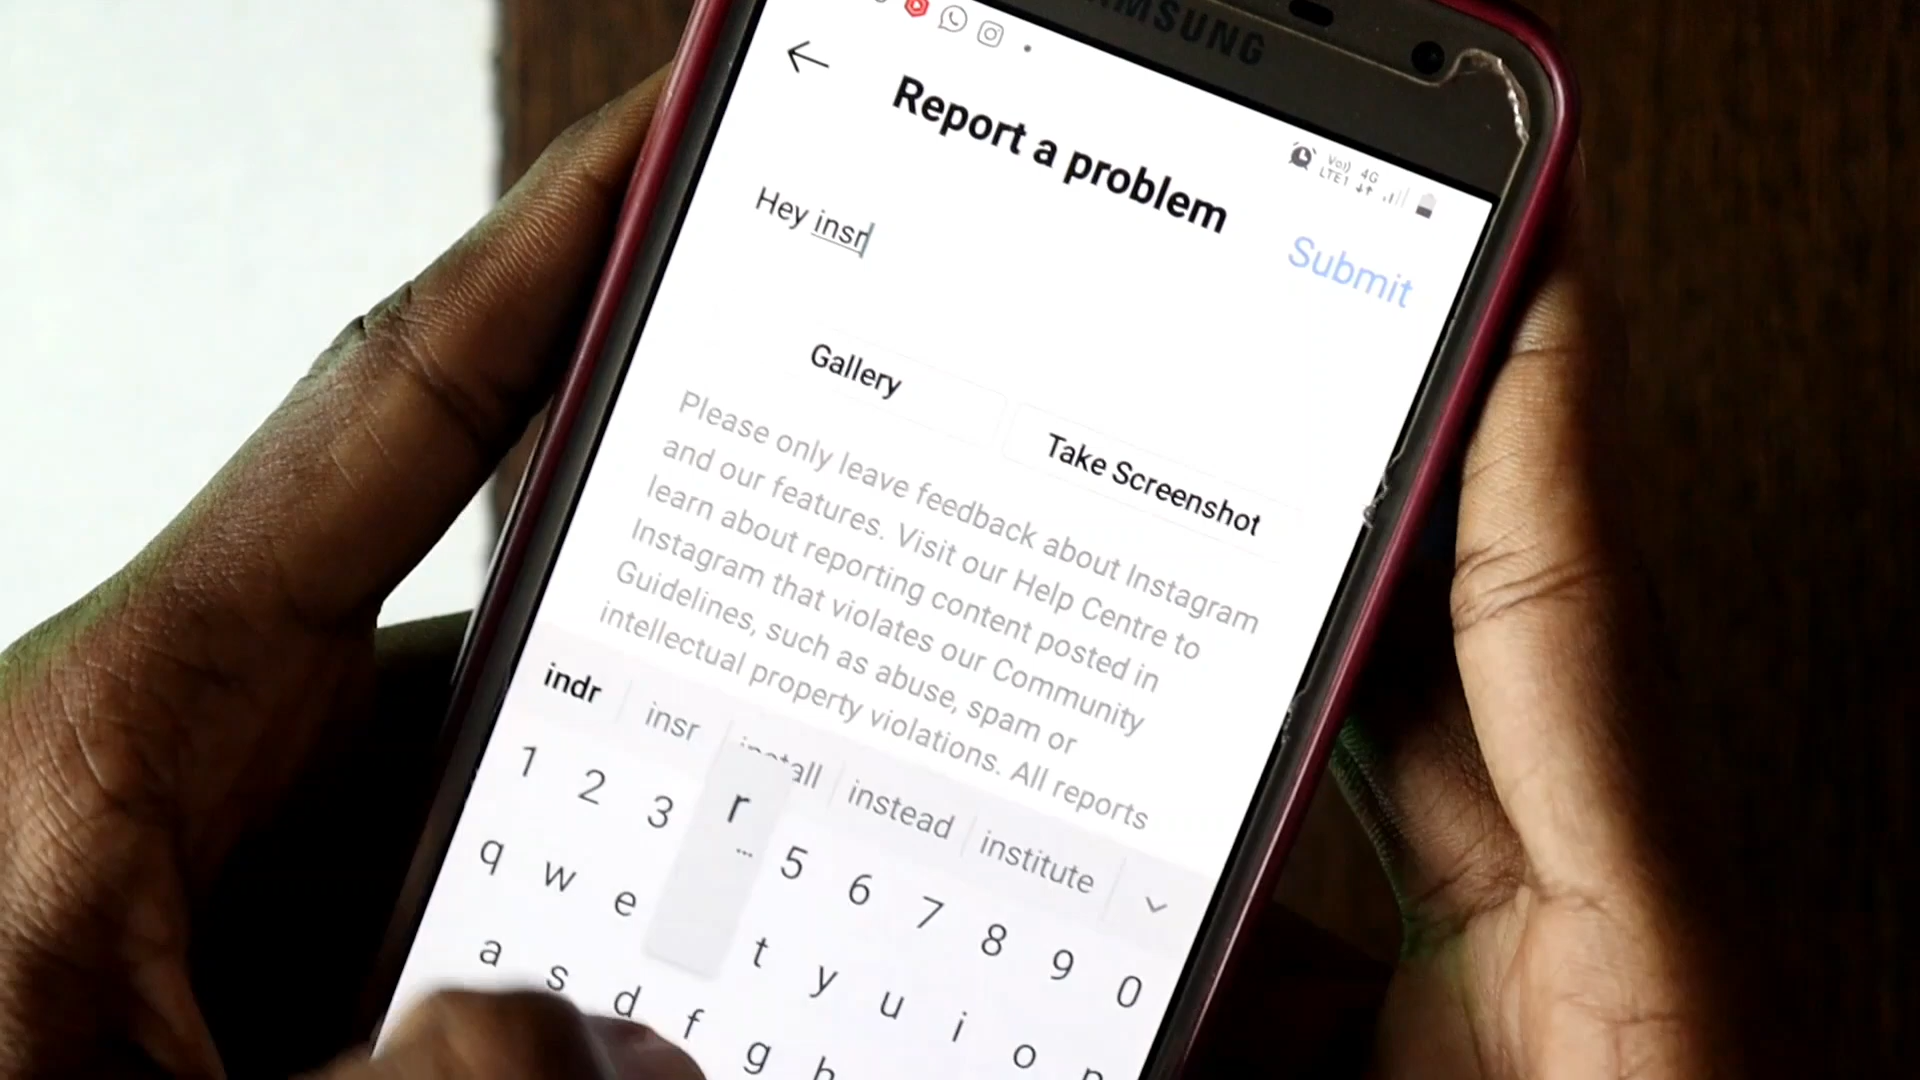 SAMSUNG
Vo))
LTE1
4G
Report a problem
Submit
Hey insr
Gallery
Take Screenshot
Please only leave feedback about Instagram
and our features. Visit our Help Centre to
learn about reporting content posted in
Instagram that violates our Community
Guidelines, such as abuse, spam or
intellectual property violations. All reports
indr insr install instead institute
1 2 3 r 5 6 7 8 9 0
q w e t y u i o p
a s d f g h